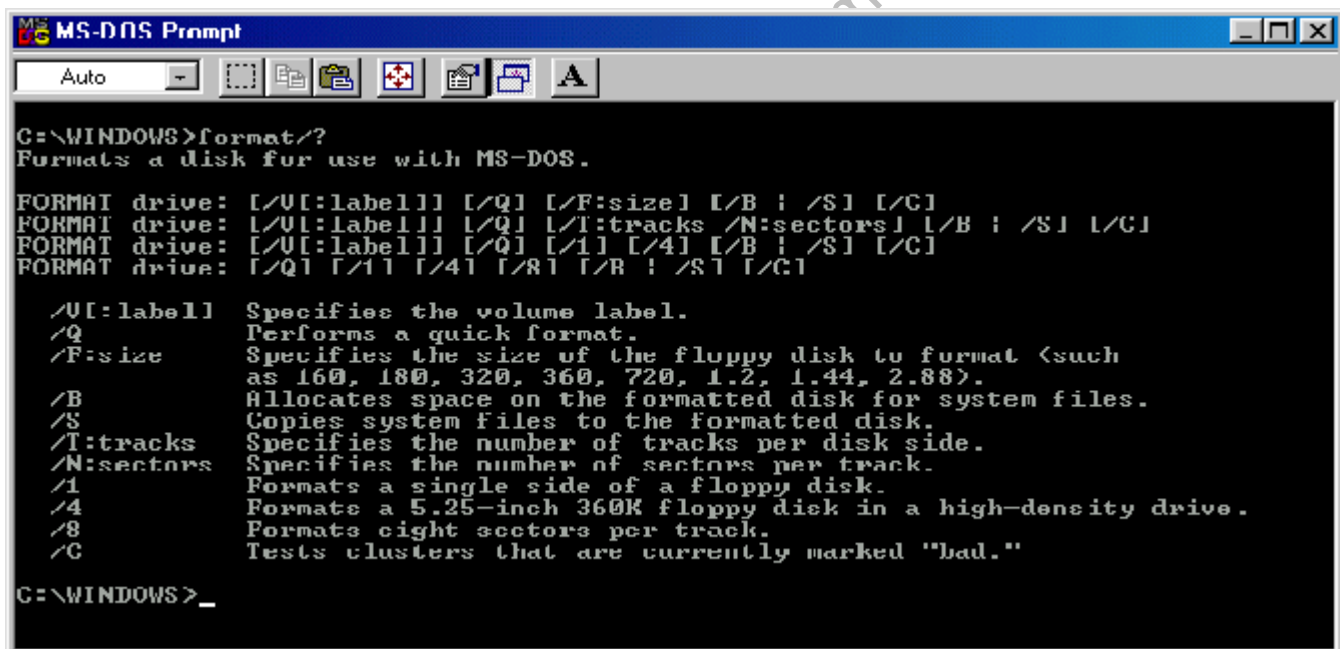 MS-DOS Prompt
Auto
A
C:\WINDOWS>format/?
Formats a disk for use with MS-DOS.
FORMAT drive: [/V[:label]] [/Q] [/F:size] [/B | /S] [/C]
FORMAT drive: [/V[:label]] [/Q] [/T:tracks /N:sectors] [/B | /S] [/C]
FORMAT drive: [/V[:label]] [/Q] [/1] [/4] [/B | /S] [/C]
FORMAT drive: [/Q] [/1] [/4] [/8] [/B | /S] [/C]
/V[:label] Specifies the volume label.
/Q Performs a quick format.
/F:size Specifies the size of the floppy disk to format (such
as 160, 180, 320, 360, 720, 1.2, 1.44, 2.88).
/B Allocates space on the formatted disk for system files.
/S Copies system files to the formatted disk.
/T:tracks Specifies the number of tracks per disk side.
/N:sectors Specifies the number of sectors per track.
/1 Formats a single side of a floppy disk.
/4 Formats a 5.25-inch 360K floppy disk in a high-density drive.
/8 Formats eight sectors per track.
/C Tests clusters that are currently marked "bad."
C:\WINDOWS>_